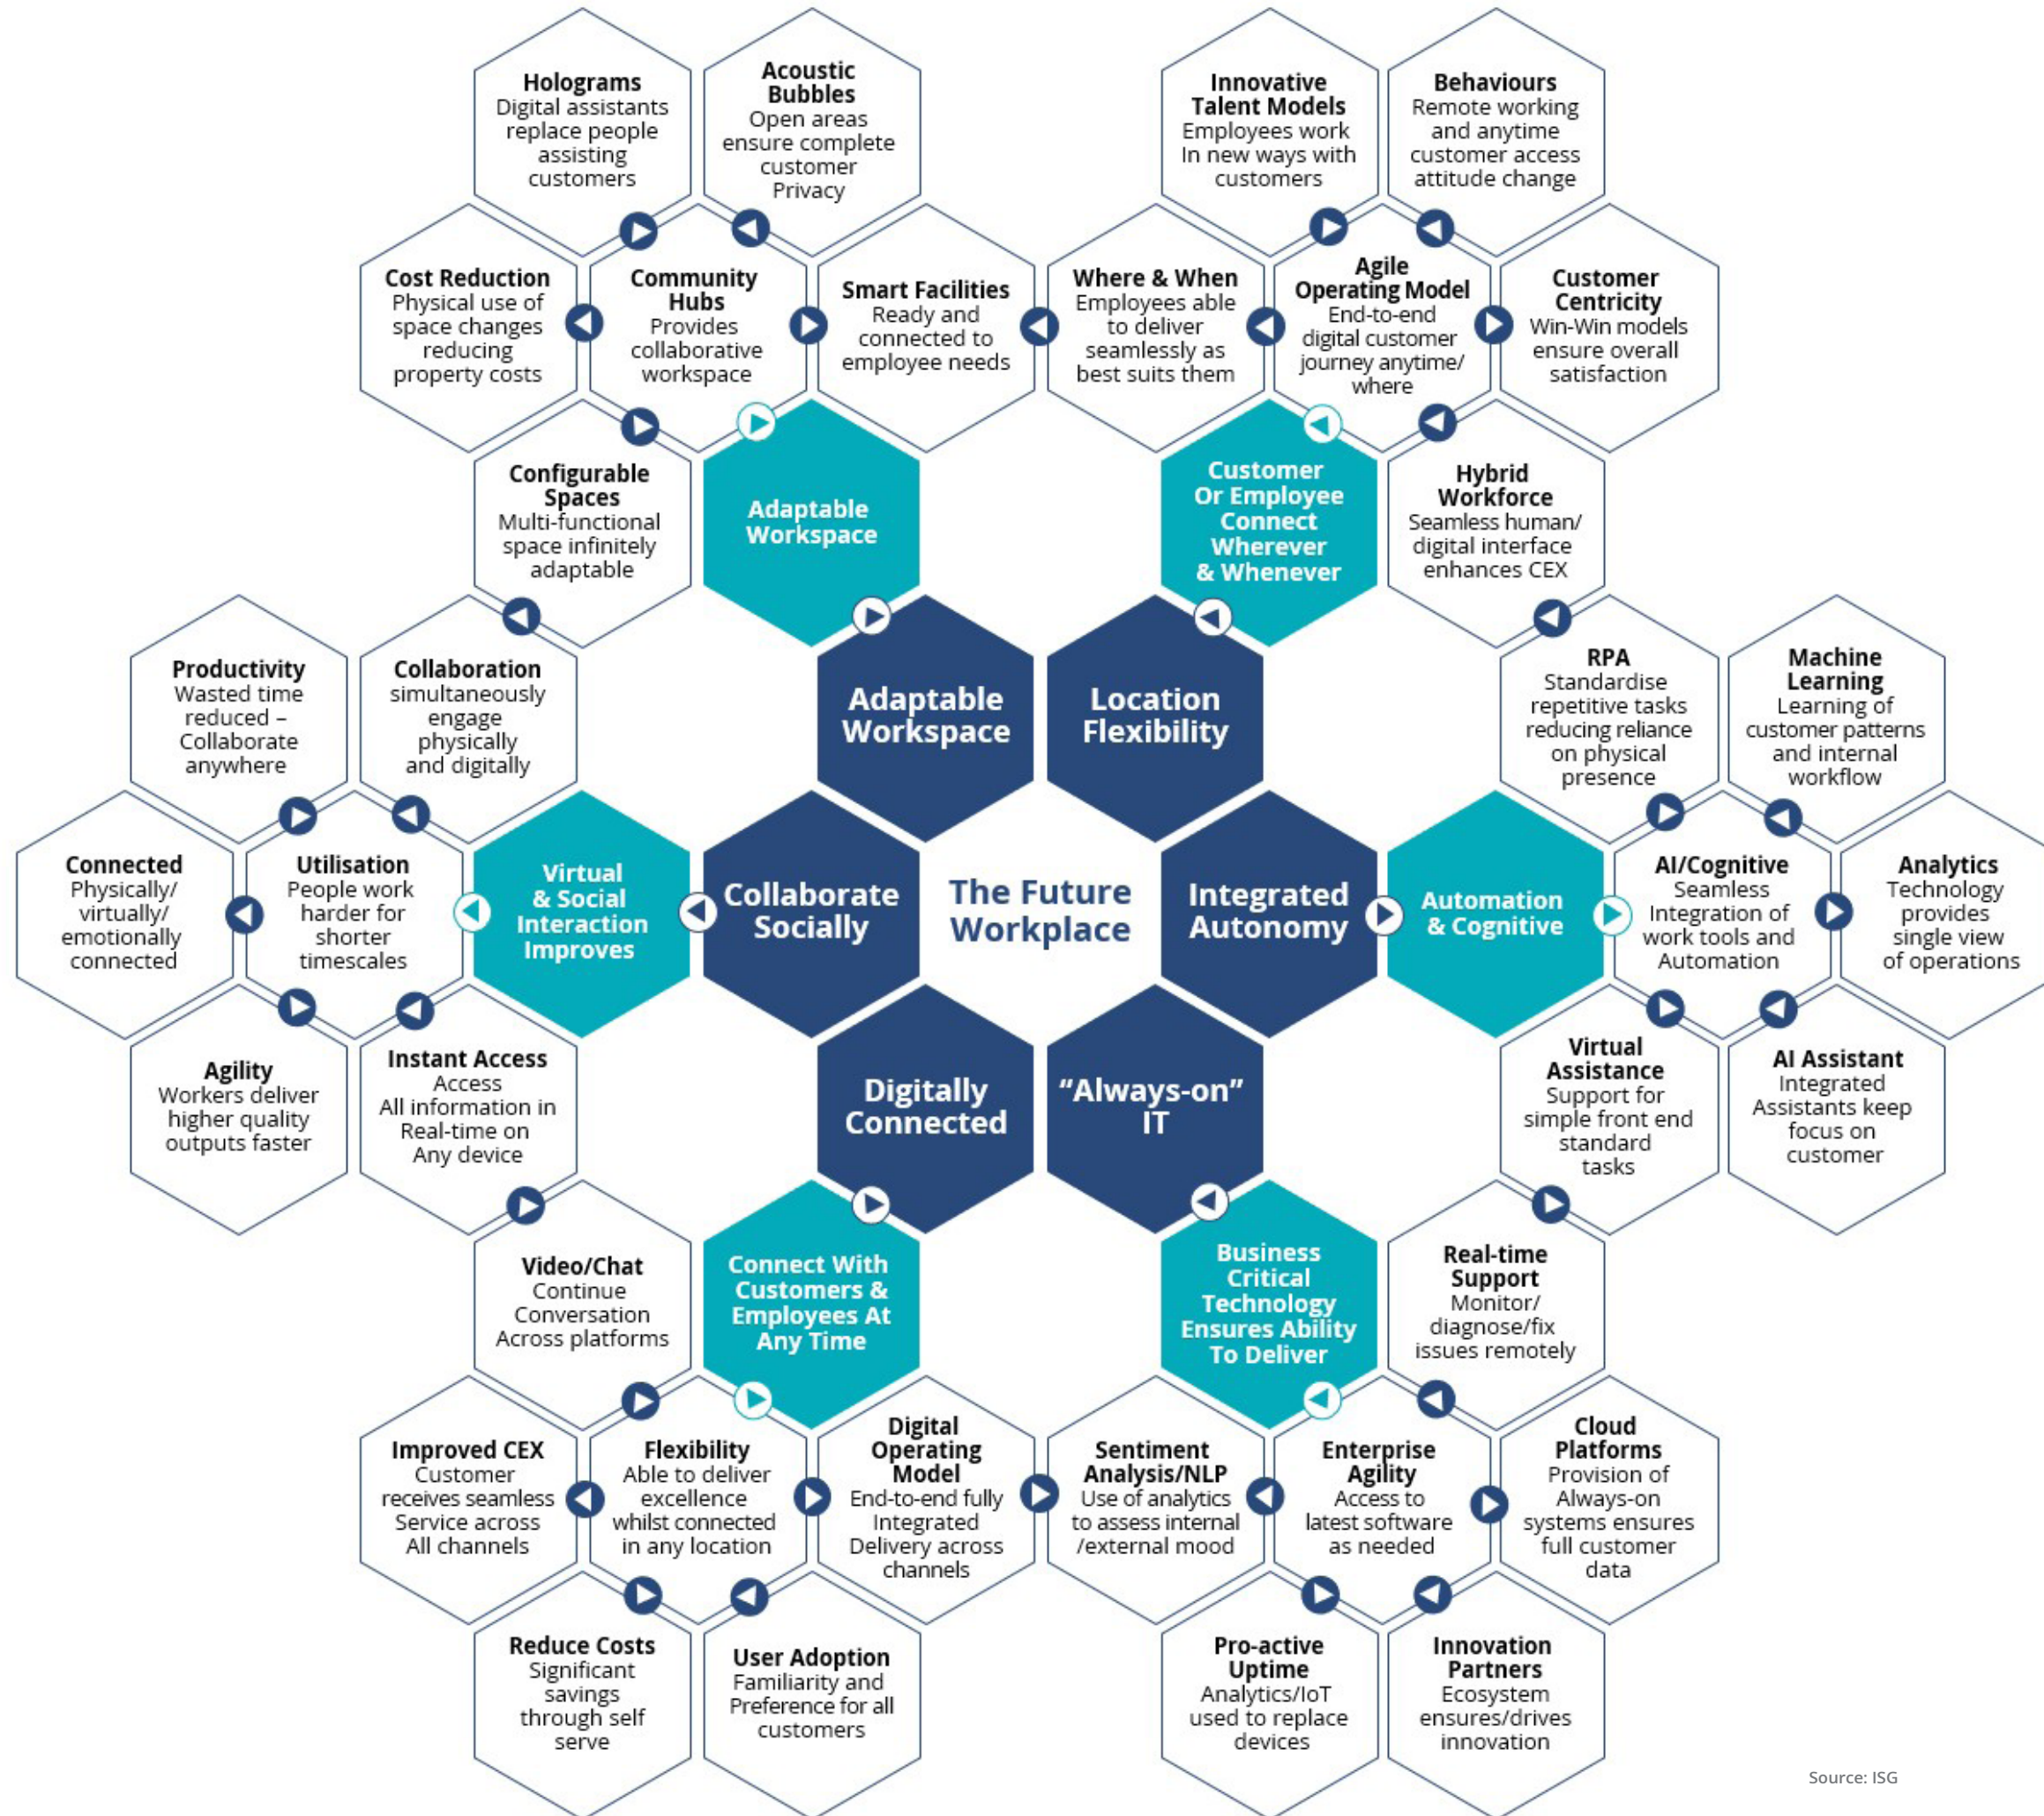 Holograms
Digital assistants
replace people
assisting
customers
Acoustic
Bubbles
Open areas
ensure complete
customer
Privacy
Innovative
Talent Models
Employees work
In new ways with
customers
Behaviours
Remote working
and anytime
customer access
attitude change
Cost Reduction
Physical use of
space changes
reducing
property costs
Community
Hubs
Provides
collaborative
workspace
Smart Facilities
Ready and
connected to
employee needs
Where & When
Employees able
to deliver
seamlessly as
best suits them
Agile
Operating Model
End-to-end
digital customer
journey anytime/
where
Customer
Centricity
Win-Win models
ensure overall
satisfaction
Configurable
Spaces
Multi-functional
space infinitely
adaptable
Adaptable
Workspace
Customer
Or Employee
Connect
Wherever
& Whenever
Hybrid
Workforce
Seamless human/
digital interface
enhances CEX
Productivity
Wasted time
reduced –
Collaborate
anywhere
Collaboration
simultaneously
engage
physically
and digitally
Adaptable
Workspace
Location
Flexibility
RPA
Standardise
repetitive tasks
reducing reliance
on physical
presence
Machine
Learning
Learning of
customer patterns
and internal
workflow
Connected
Physically/
virtually/
emotionally
connected
Utilisation
People work
harder for
shorter
timescales
Virtual
& Social
Interaction
Improves
Collaborate
Socially
The Future
Workplace
Integrated
Autonomy
Automation
& Cognitive
AI/Cognitive
Seamless
Integration of
work tools and
Automation
Analytics
Technology
provides
single view
of operations
Agility
Workers deliver
higher quality
outputs faster
Instant Access
Access
All information in
Real-time on
Any device
Digitally
Connected
“Always-on”
IT
Virtual
Assistance
Support for
simple front end
standard
tasks
AI Assistant
Integrated
Assistants keep
focus on
customer
Video/Chat
Continue
Conversation
Across platforms
Connect With
Customers &
Employees At
Any Time
Business
Critical
Technology
Ensures Ability
To Deliver
Real-time
Support
Monitor/
diagnose/fix
issues remotely
Improved CEX
Customer
receives seamless
Service across
All channels
Flexibility
Able to deliver
excellence
whilst connected
in any location
Digital
Operating
Model
End-to-end fully
Integrated
Delivery across
channels
Sentiment
Analysis/NLP
Use of analytics
to assess internal
/external mood
Enterprise
Agility
Access to
latest software
as needed
Cloud
Platforms
Provision of
Always-on
systems ensures
full customer
data
Reduce Costs
Significant
savings
through self
serve
User Adoption
Familiarity and
Preference for all
customers
Pro-active
Uptime
Analytics/IoT
used to replace
devices
Innovation
Partners
Ecosystem
ensures/drives
innovation
Source: ISG